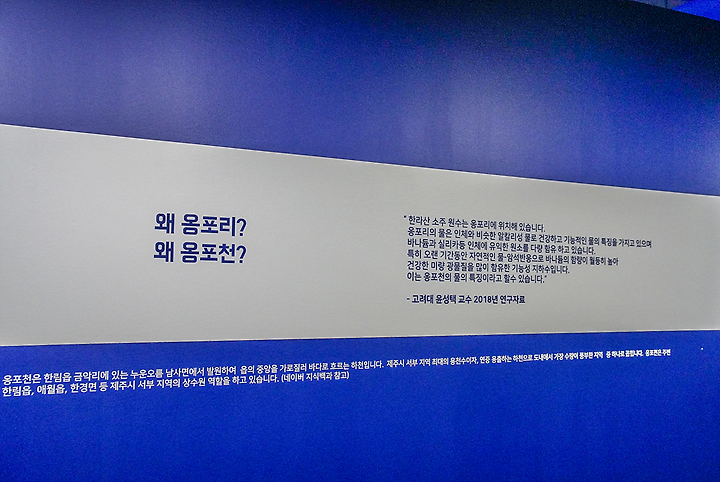 왜 옹포리?
왜 옹포천?
" 한라산 소주 원수는 옹포리에 위치해 있습니다.
옹포리의 물은 인체와 비슷한 알칼리성 물로 건강하고 기능적인 물의 특징을 가지고 있으며
바나듐과 실리카등 인체에 유익한 원소를 다량 함유 하고 있습니다.
특히 오랜 기간동안 자연적인 물-암석반응으로 바나듐의 함량이 월등히 높아
건강한 미량 광물질을 많이 함유한 기능성 지하수입니다.
이는 옹포천의 물의 특징이라고 할수 있습니다."
- 고려대 윤성택 교수 2018년 연구자료
옹포천은 한림읍 금악리에 있는 누운오름 남사면에서 발원하여 읍의 중앙을 가로질러 바다로 흐르는 하천입니다. 제주시 서부 지역 최대의 용천수이자, 연중 용출하는 하천으로 도내에서 가장 수량이 풍부한 지역 중 하나로 꼽힙니다. 옹포천은 주변
한림읍, 애월읍, 한경면 등 제주시 서부 지역의 상수원 역할을 하고 있습니다. (네이버 지식백과 참고)